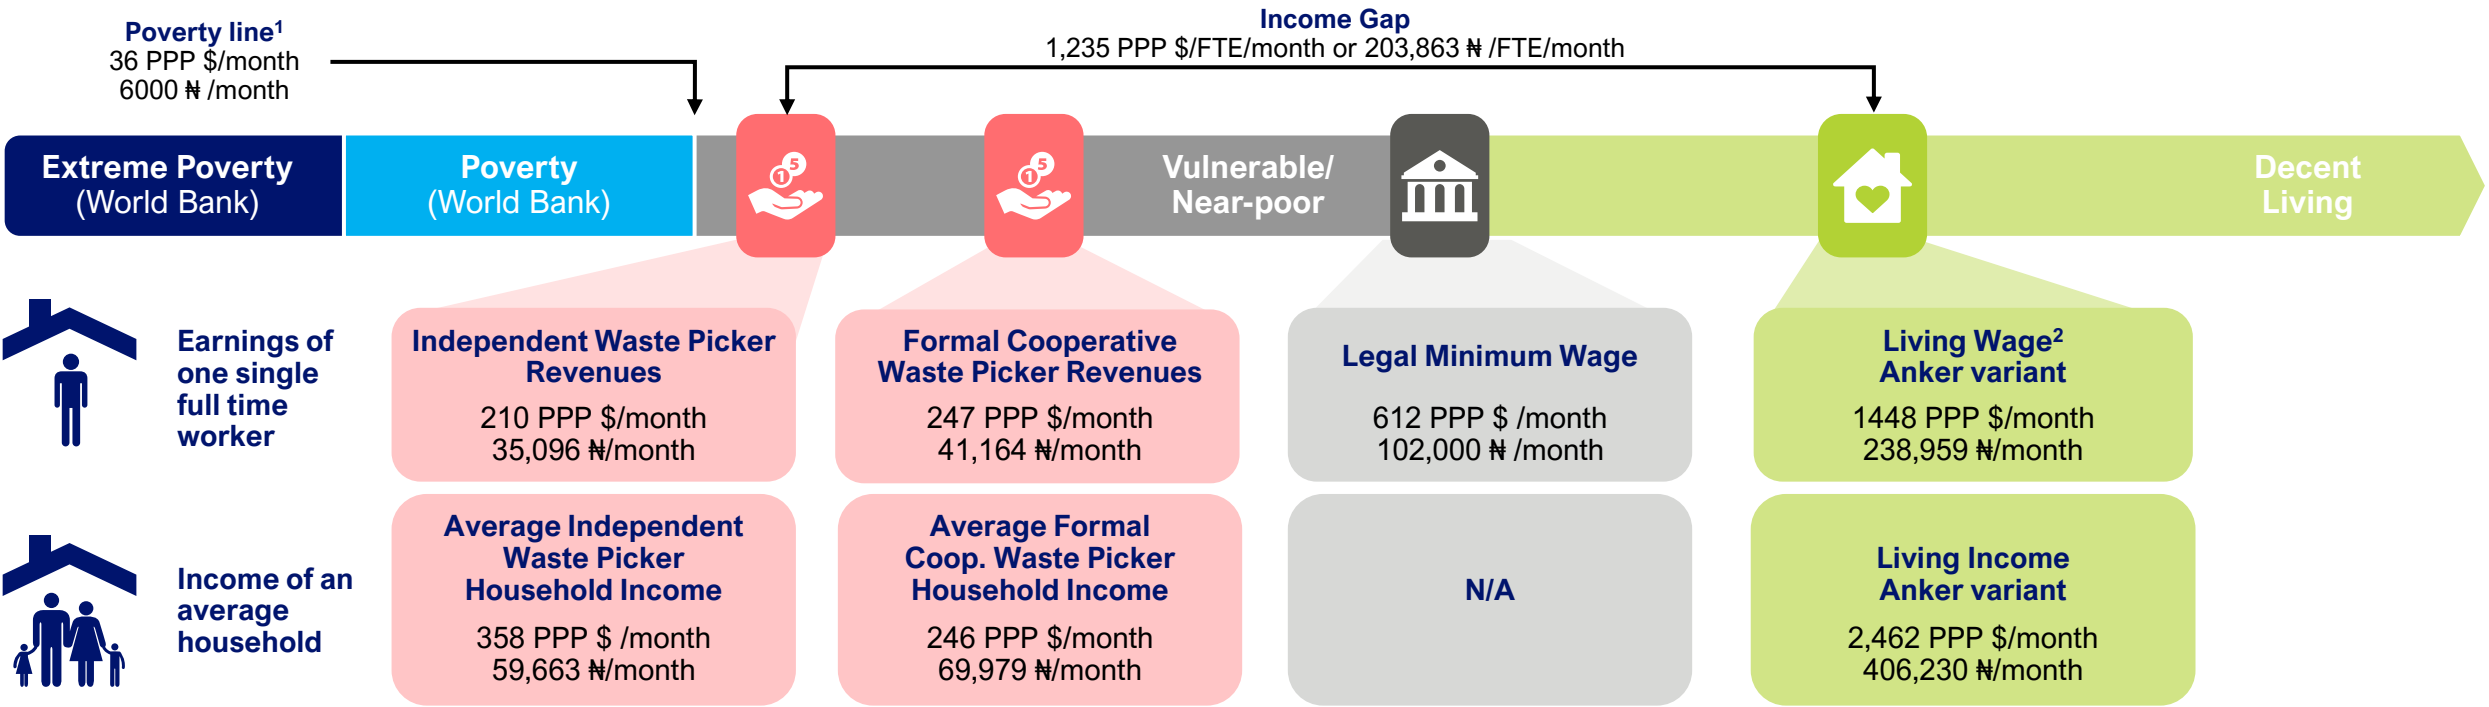 Poverty line¹
36 PPP $/month
6000 ₦ /month
Income Gap
1,235 PPP $/FTE/month or 203,863 ₦ /FTE/month
Extreme Poverty
(World Bank)
Poverty
(World Bank)
5
1
5
1
Vulnerable/
Near-poor
Decent
Living
Earnings of
one single
full time
worker
Independent Waste Picker
Revenues
210 PPP $/month
35,096 ₦/month
Formal Cooperative
Waste Picker Revenues
247 PPP $/month
41,164 ₦/month
Legal Minimum Wage
612 PPP $ /month
102,000 ₦ /month
Living Wage²
Anker variant
1448 PPP $/month
238,959 ₦/month
Income of an
average
household
Average Independent
Waste Picker
Household Income
358 PPP $ /month
59,663 ₦/month
Average Formal
Coop. Waste Picker
Household Income
246 PPP $/month
69,979 ₦/month
N/A
Living Income
Anker variant
2,462 PPP $/month
406,230 ₦/month